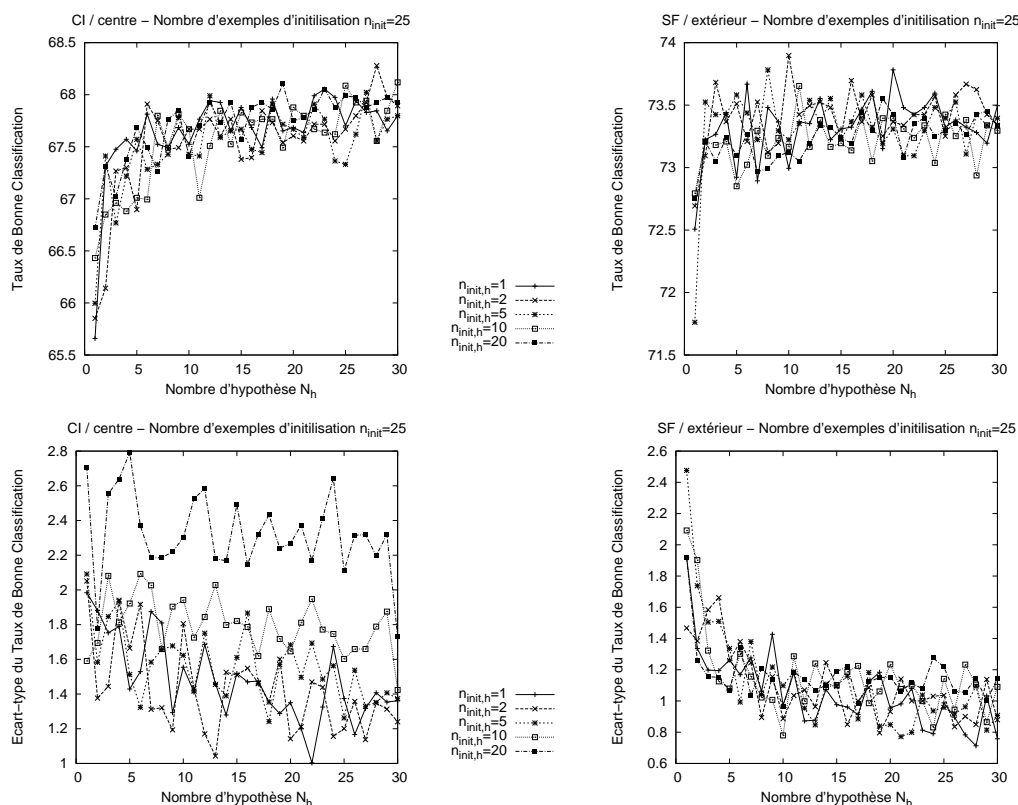 CI / centre − Nombre d'exemples d'initilisation n_init=25
Taux de Bonne Classification
68.5
68
67.5
67
66.5
66
65.5
0 5 10 15 20 25 30
Nombre d'hypothèse N_h
SF / extérieur − Nombre d'exemples d'initilisation n_init=25
Taux de Bonne Classification
74
73.5
73
72.5
72
71.5
0 5 10 15 20 25 30
Nombre d'hypothèse N_h
n_init,h=1
n_init,h=2
n_init,h=5
n_init,h=10
n_init,h=20
CI / centre − Nombre d'exemples d'initilisation n_init=25
Ecart−type du Taux de Bonne Classification
2.8
2.6
2.4
2.2
2
1.8
1.6
1.4
1.2
1
0 5 10 15 20 25 30
Nombre d'hypothèse N_h
SF / extérieur − Nombre d'exemples d'initilisation n_init=25
Ecart−type du Taux de Bonne Classification
2.6
2.4
2.2
2
1.8
1.6
1.4
1.2
1
0.8
0.6
0 5 10 15 20 25 30
Nombre d'hypothèse N_h
n_init,h=1
n_init,h=2
n_init,h=5
n_init,h=10
n_init,h=20